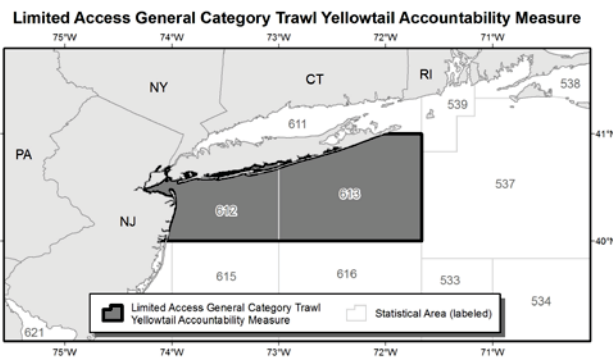 Limited Access General Category Trawl Yellowtail Accountability Measure
75°W 74°W 73°W 72°W 71°W
NY CT RI 538
539
611
41°N
PA
537
613
612
NJ
40°N
615 616 533
534
Limited Access General Category Trawl
Yellowtail Accountability Measure
Statistical Area (labeled)
621
75°W 74°W 73°W 72°W 71°W